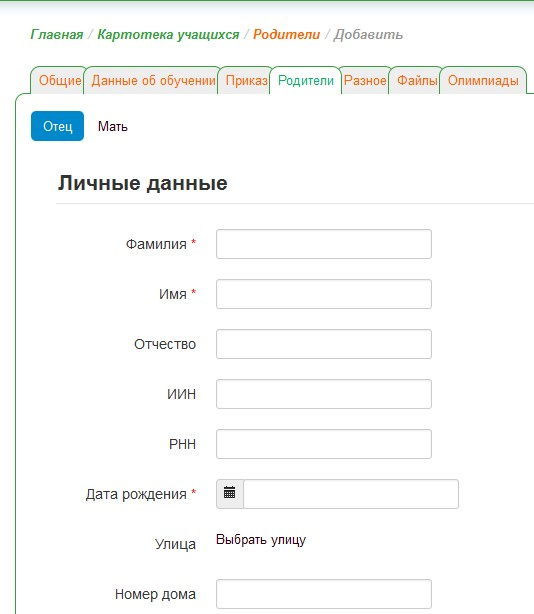 Главная / Картотека учащихся / Родители / Добавить
Общие Данные об обучении Приказ Родители Разное Файлы Олимпиады
Отец Мать
Личные данные
Фамилия *
Имя *
Отчество
ИИН
РНН
Дата рождения *
Улица Выбрать улицу
Номер дома